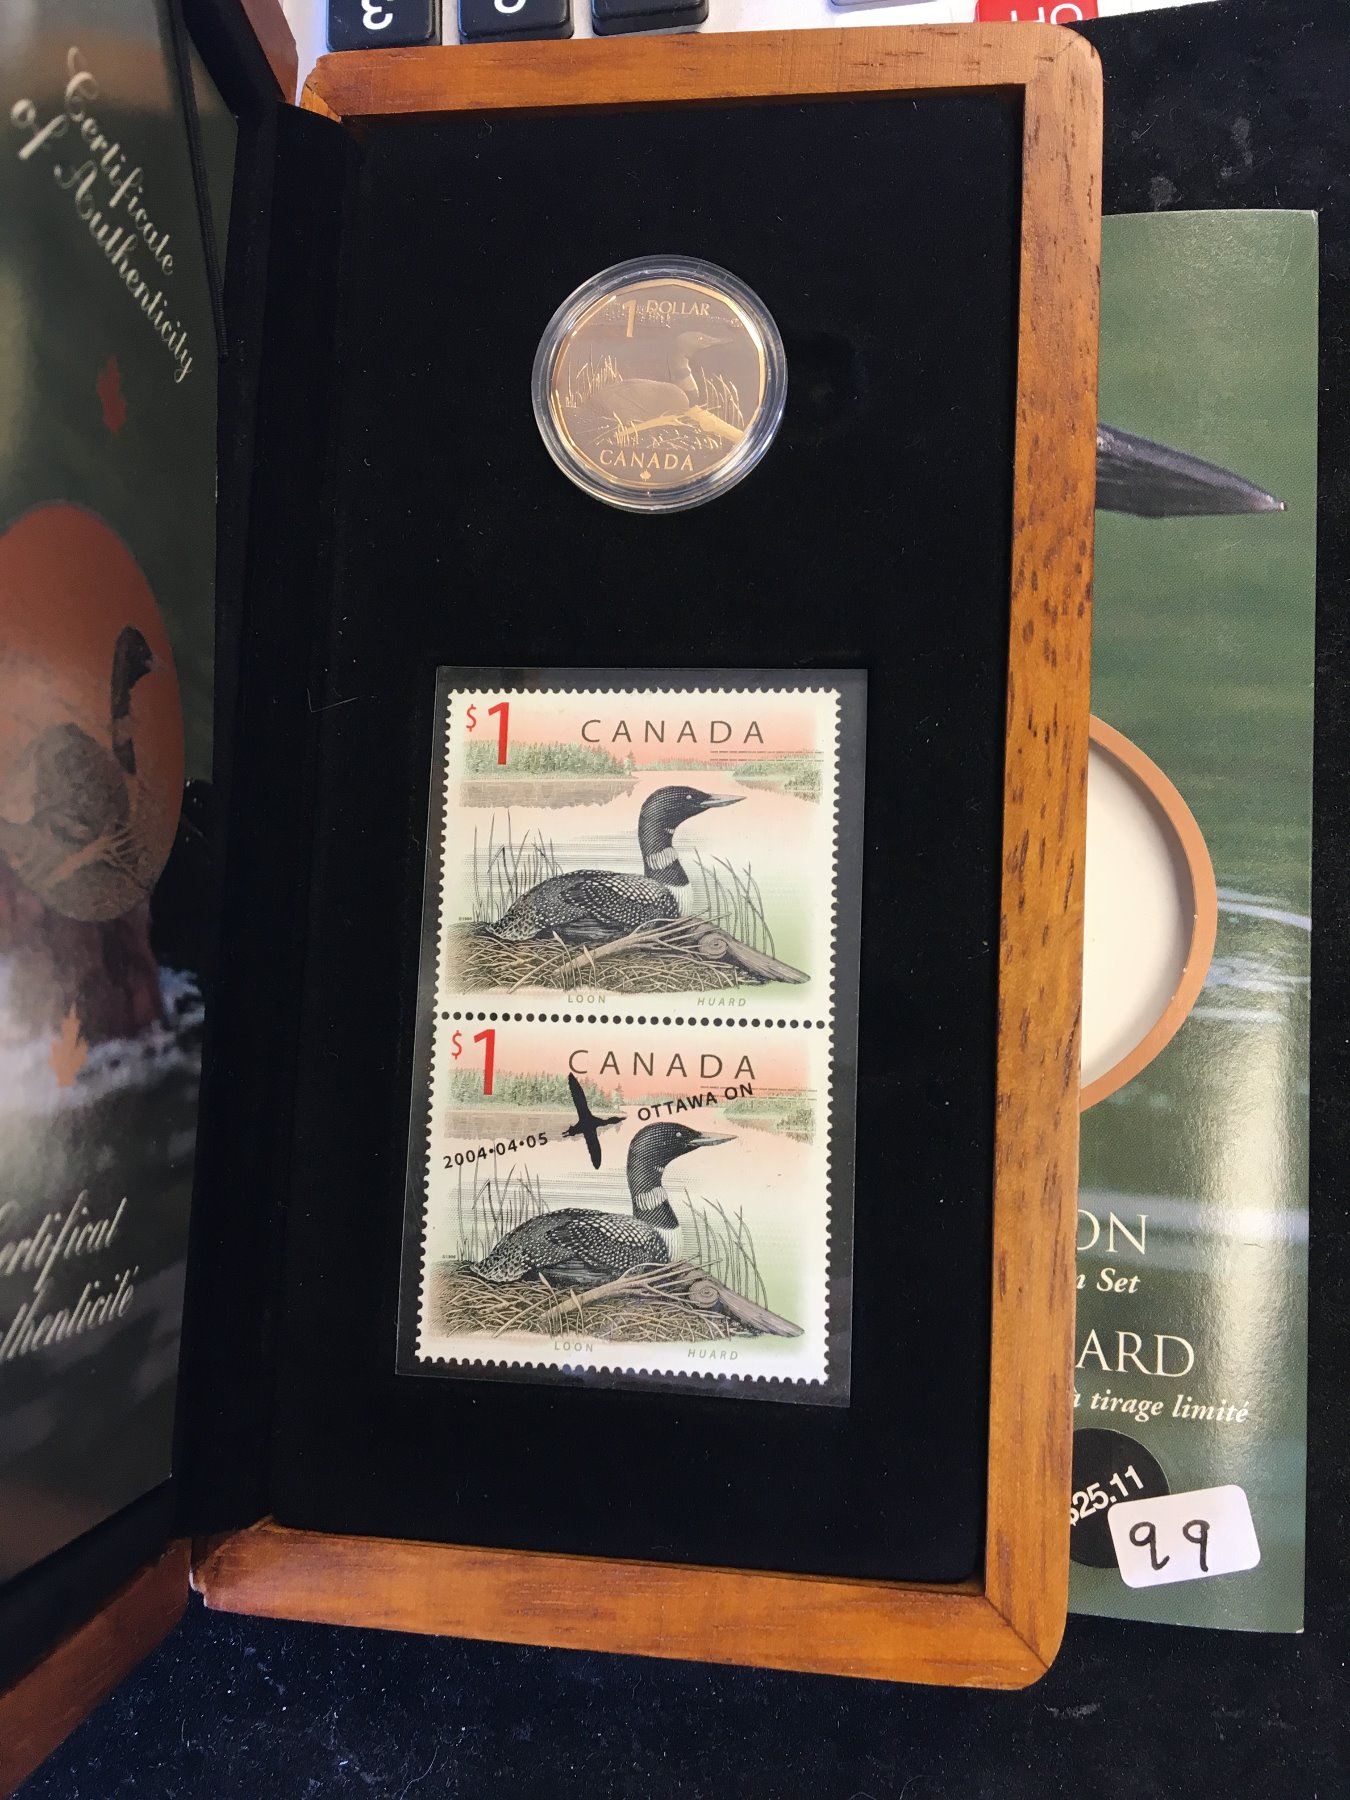 Certificate
of Authenticity
1 DOLLAR
CANADA
$1 CANADA
LOON HUARD
$1 CANADA
2004•04•05 OTTAWA ON
LOON HUARD
Certificat
ON
Set
ARD
à tirage limité
$25.11
99
3